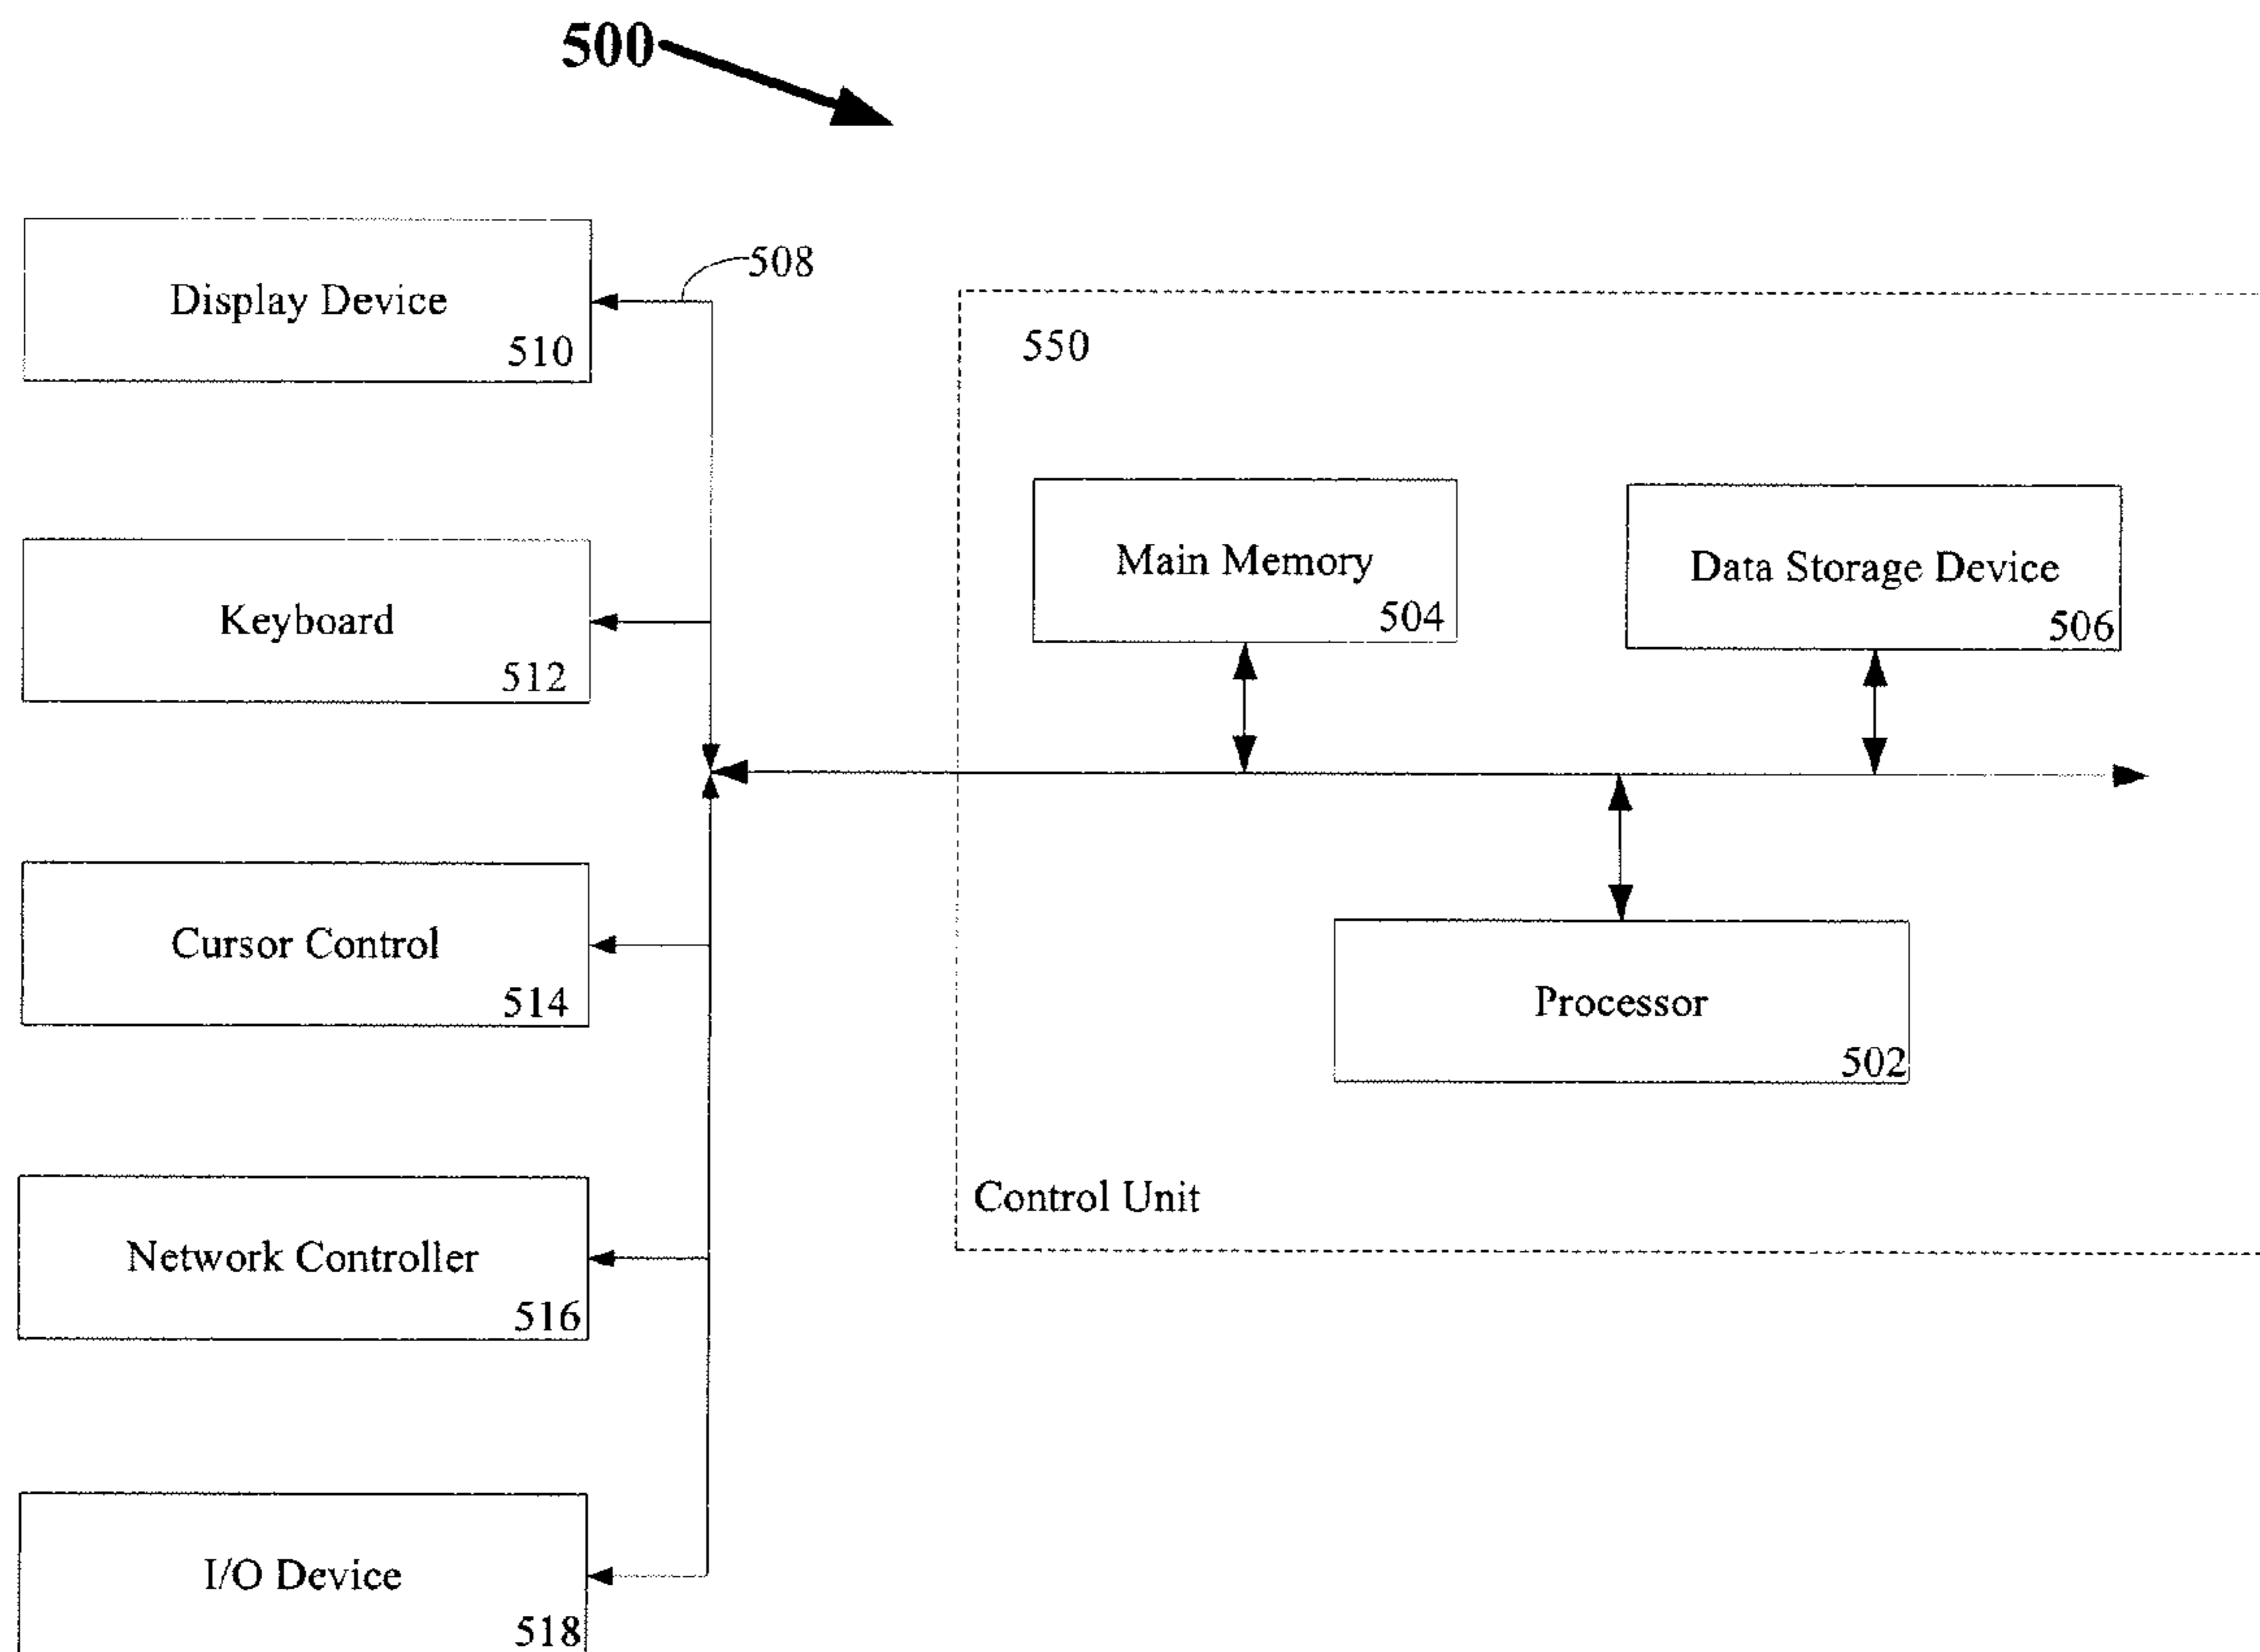 500
508
Display Device
510
550
Main Memory
504
Data Storage Device
506
Keyboard
512
Cursor Control
514
Processor
502
Control Unit
Network Controller
516
I/O Device
518